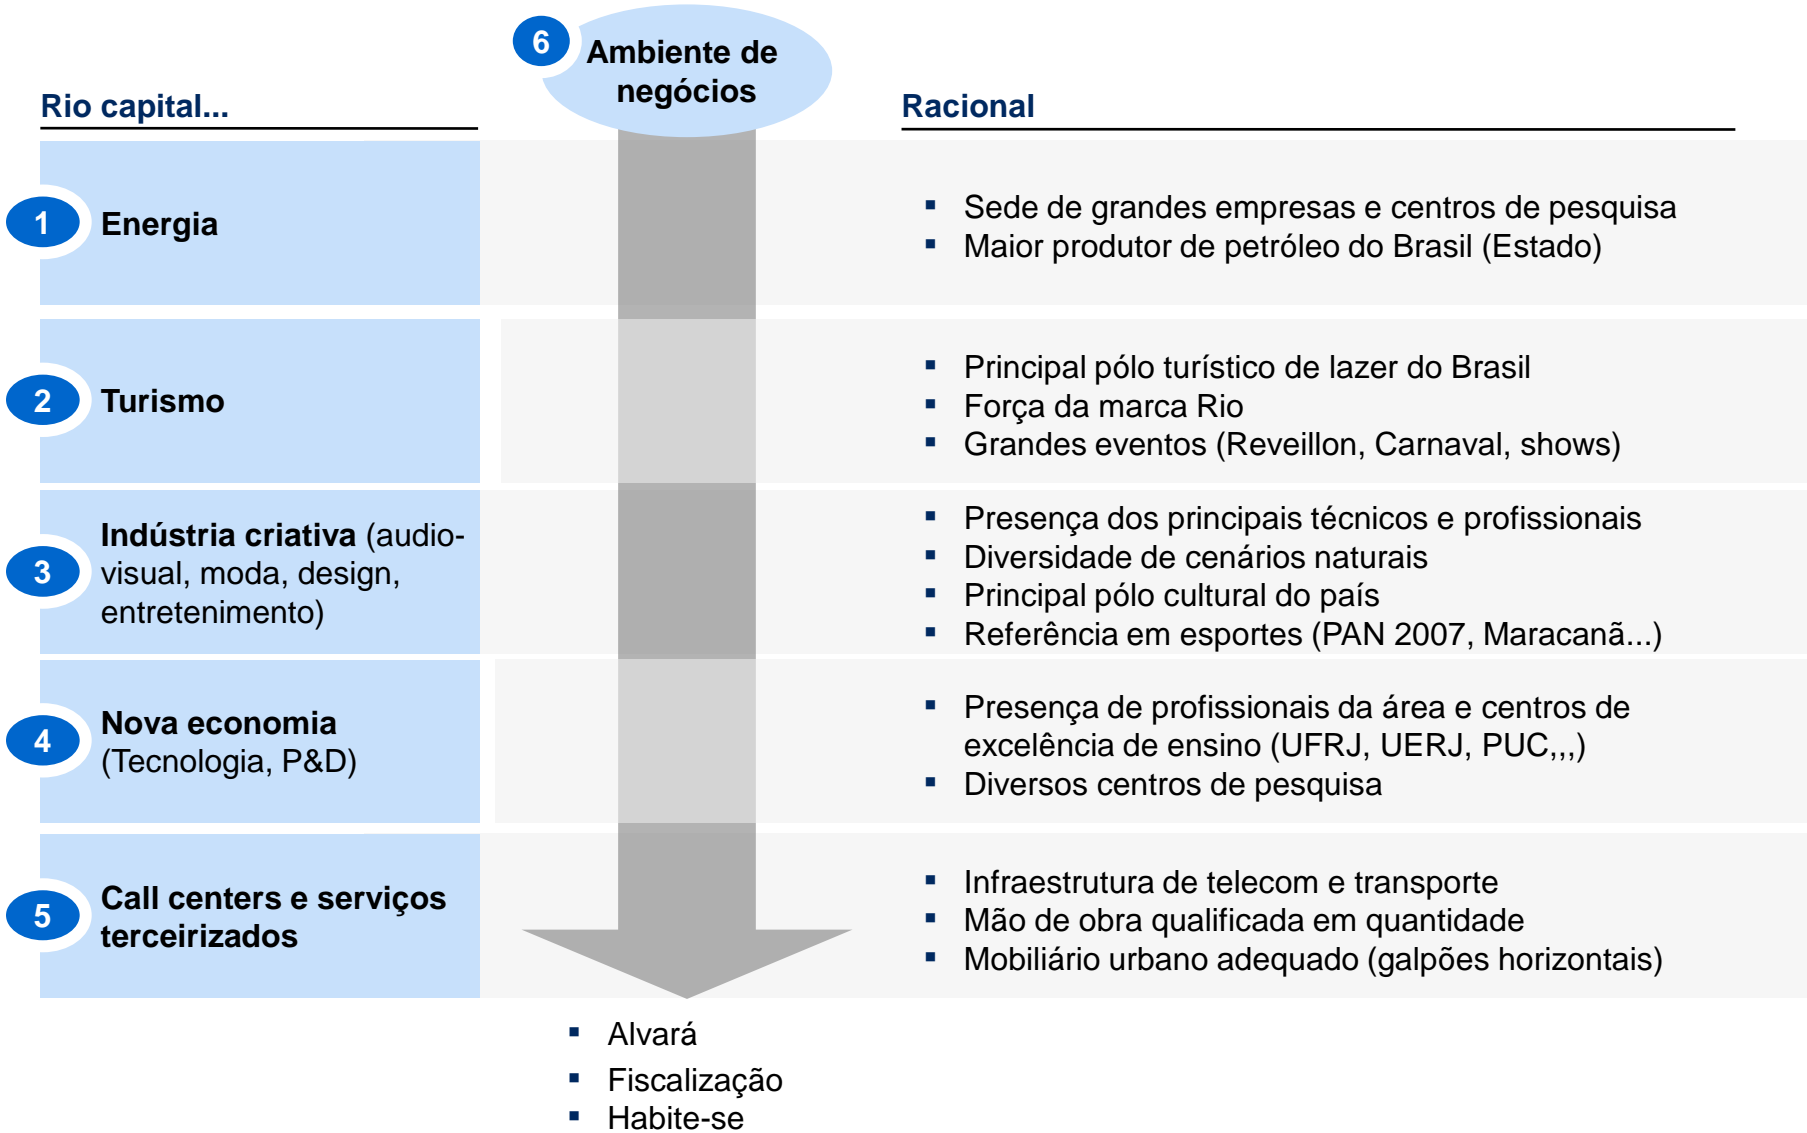 6
Ambiente de
negócios
Rio capital...
Racional
1
Energia
▪ Sede de grandes empresas e centros de pesquisa
▪ Maior produtor de petróleo do Brasil (Estado)
2
Turismo
▪ Principal pólo turístico de lazer do Brasil
▪ Força da marca Rio
▪ Grandes eventos (Reveillon, Carnaval, shows)
3
Indústria criativa (audio-
visual, moda, design,
entretenimento)
▪ Presença dos principais técnicos e profissionais
▪ Diversidade de cenários naturais
▪ Principal pólo cultural do país
▪ Referência em esportes (PAN 2007, Maracanã...)
4
Nova economia
(Tecnologia, P&D)
▪ Presença de profissionais da área e centros de
excelência de ensino (UFRJ, UERJ, PUC,,,)
▪ Diversos centros de pesquisa
5
Call centers e serviços
terceirizados
▪ Infraestrutura de telecom e transporte
▪ Mão de obra qualificada em quantidade
▪ Mobiliário urbano adequado (galpões horizontais)
▪ Alvará
▪ Fiscalização
▪ Habite-se